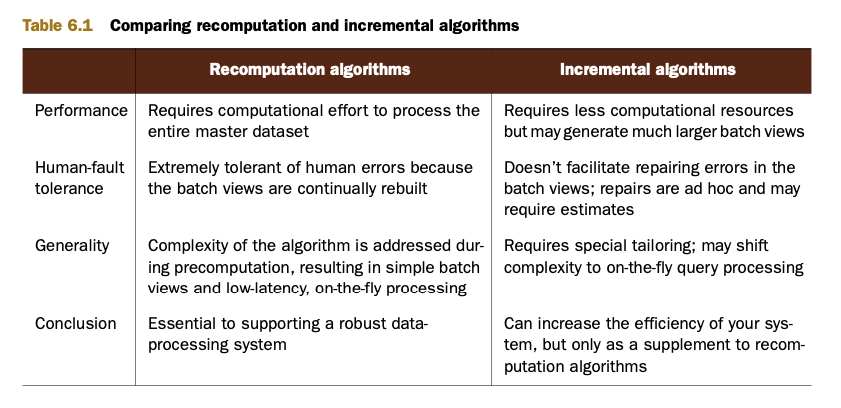 Table 6.1 Comparing recomputation and incremental algorithms
Recomputation algorithms Incremental algorithms
Performance Requires computational effort to process the Requires less computational resources
entire master dataset but may generate much larger batch views
Human-fault Extremely tolerant of human errors because Doesn't facilitate repairing errors in the
tolerance the batch views are continually rebuilt batch views; repairs are ad hoc and may
require estimates
Generality Complexity of the algorithm is addressed dur- Requires special tailoring; may shift
ing precomputation, resulting in simple batch complexity to on-the-fly query processing
views and low-latency, on-the-fly processing
Conclusion Essential to supporting a robust data- Can increase the efficiency of your sys-
processing system tem, but only as a supplement to recom-
putation algorithms